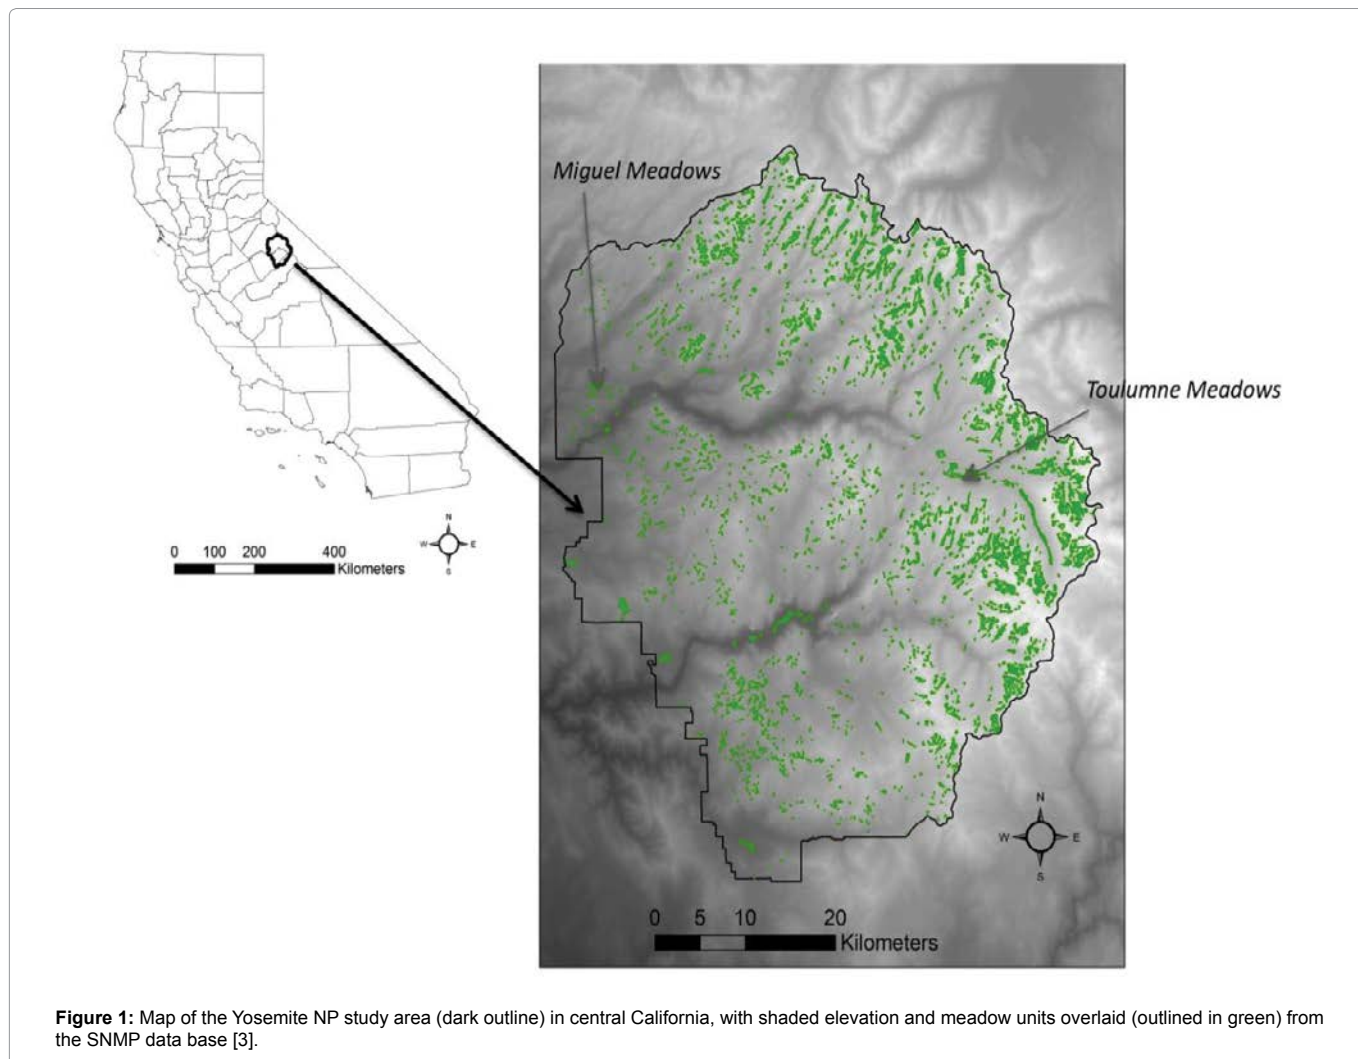 Miguel Meadows
Toulumne Meadows
N
W E
S
0 100 200 400
Kilometers
N
W E
S
0 5 10 20
Kilometers
Figure 1: Map of the Yosemite NP study area (dark outline) in central California, with shaded elevation and meadow units overlaid (outlined in green) from
the SNMP data base [3].